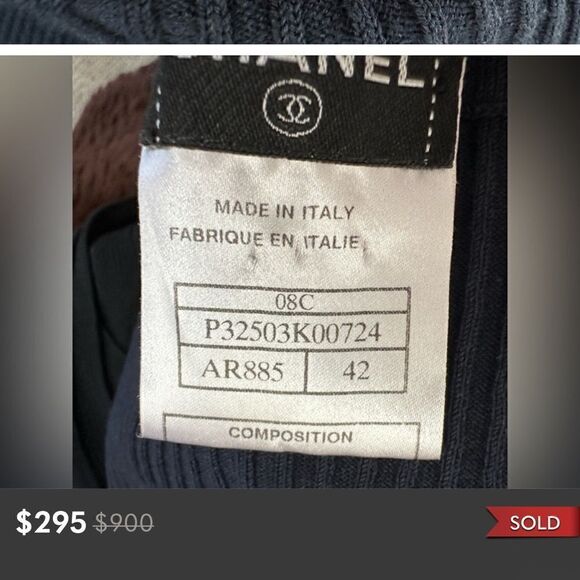 CHANEL
MADE IN ITALY
FABRIQUE EN ITALIE
08C
P32503K00724
AR885 42
COMPOSITION
$295 $900
SOLD